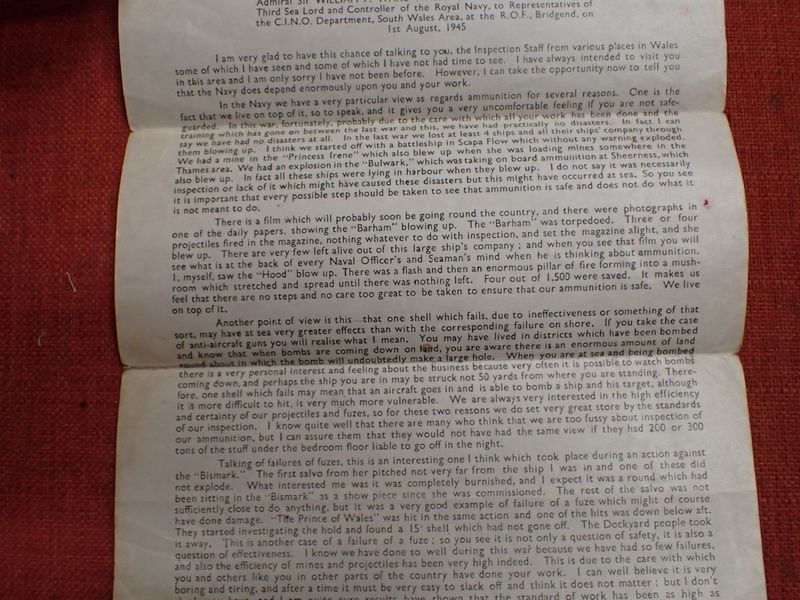 Admiral Sir WILLIAM F. WAKE
Third Sea Lord and Controller of the Royal Navy, to Representatives of
the C.I.N.O. Department, South Wales Area, at the R.O.F., Bridgend, on
1st August, 1945
I am very glad to have this chance of talking to you, the Inspection Staff from various places in Wales
some of which I have seen and some of which I have not had time to see. I have always intended to visit you
in this area and I am only sorry I have not been before. However, I can take the opportunity now to tell you
that the Navy does depend enormously upon you and your work.
In the Navy we have a very particular view as regards ammunition for several reasons. One is the
fact that we live on top of it, so to speak, and it gives you a very uncomfortable feeling if you are not safe-
guarded. In this war, fortunately, probably due to the care with which all your work has been done and the
training which has gone on between the last war and this, we have had practically no disasters. In fact I can
say we have had no disasters at all. In the last war we lost at least 4 ships and all their ships' company through
them blowing up. I think we started off with a battleship in Scapa Flow which without any warning exploded.
We had a mine in the "Princess Irene" which also blew up when she was loading mines somewhere in the
Thames area. We had an explosion in the "Bulwark," which was taking on board ammunition at Sheerness, which
also blew up. In fact all these ships were lying in harbour when they blew up. I do not say it was necessarily
inspection or lack of it which might have caused these disasters but this might have occurred at sea. So you see
it is important that every possible step should be taken to see that ammunition is safe and does not do what it
is not meant to do.
There is a film which will probably soon be going round the country, and there were photographs in
one of the daily papers, showing the "Barham" blowing up. The "Barham" was torpedoed. Three or four
projectiles fired in the magazine, nothing whatever to do with inspection, and set the magazine alight, and she
blew up. There are very few left alive out of this large ship's company ; and when you see that film you will
see what is at the back of every Naval Officer's and Seaman's mind when he is thinking about ammunition.
I, myself, saw the "Hood" blow up. There was a flash and then an enormous pillar of fire forming into a mush-
room which stretched and spread until there was nothing left. Four out of 1,500 were saved. It makes us
feel that there are no steps and no care too great to be taken to ensure that our ammunition is safe. We live
on top of it.
Another point of view is this—that one shell which fails, due to ineffectiveness or something of that
sort, may have at sea very greater effects than with the corresponding failure on shore. If you take the case
of anti-aircraft guns you will realise what I mean. You may have lived in districts which have been bombed
and know that when bombs are coming down on land, you are aware there is an enormous amount of land
round about in which the bomb will undoubtedly make a large hole. When you are at sea and being bombed
there is a very personal interest and feeling about the business because very often it is possible to watch bombs
coming down, and perhaps the ship you are in may be struck not 50 yards from where you are standing. There-
fore, one shell which fails may mean that an aircraft goes in and is able to bomb a ship and his target, although
it is more difficult to hit, is very much more vulnerable. We are always very interested in the high efficiency
and certainty of our projectiles and fuzes, so for these two reasons we do set very great store by the standards
of our inspection. I know quite well that there are many who think that we are too fussy about inspection of
our ammunition, but I can assure them that they would not have had the same view if they had 200 or 300
tons of the stuff under the bedroom floor liable to go off in the night.
Talking of failures of fuzes, this is an interesting one I think which took place during an action against
the "Bismark." The first salvo from her pitched not very far from the ship I was in and one of these did
not explode. What interested me was it was completely burnished, and I expect it was a round which had
been sitting in the "Bismark" as a show piece since she was commissioned. The rest of the salvo was not
sufficiently close to do anything, but it was a very good example of failure of a fuze which might of course
have done damage. "The Prince of Wales" was hit in the same action and one of the hits was down below aft.
They started investigating the hold and found a 15" shell which had not gone off. The Dockyard people took
it away. This is another case of a failure of a fuze ; so you see it is not only a question of safety, it is also a
question of effectiveness. I know we have done so well during this war because we have had so few failures,
and also the efficiency of mines and projectiles has been very high indeed. This is due to the care with which
you and others like you in other parts of the country have done your work. I can well believe it is very
boring and tiring, and after a time it must be very easy to slack off and think it does not matter : but I don't
and I am quite sure results have shown that the standard of work has been as high as